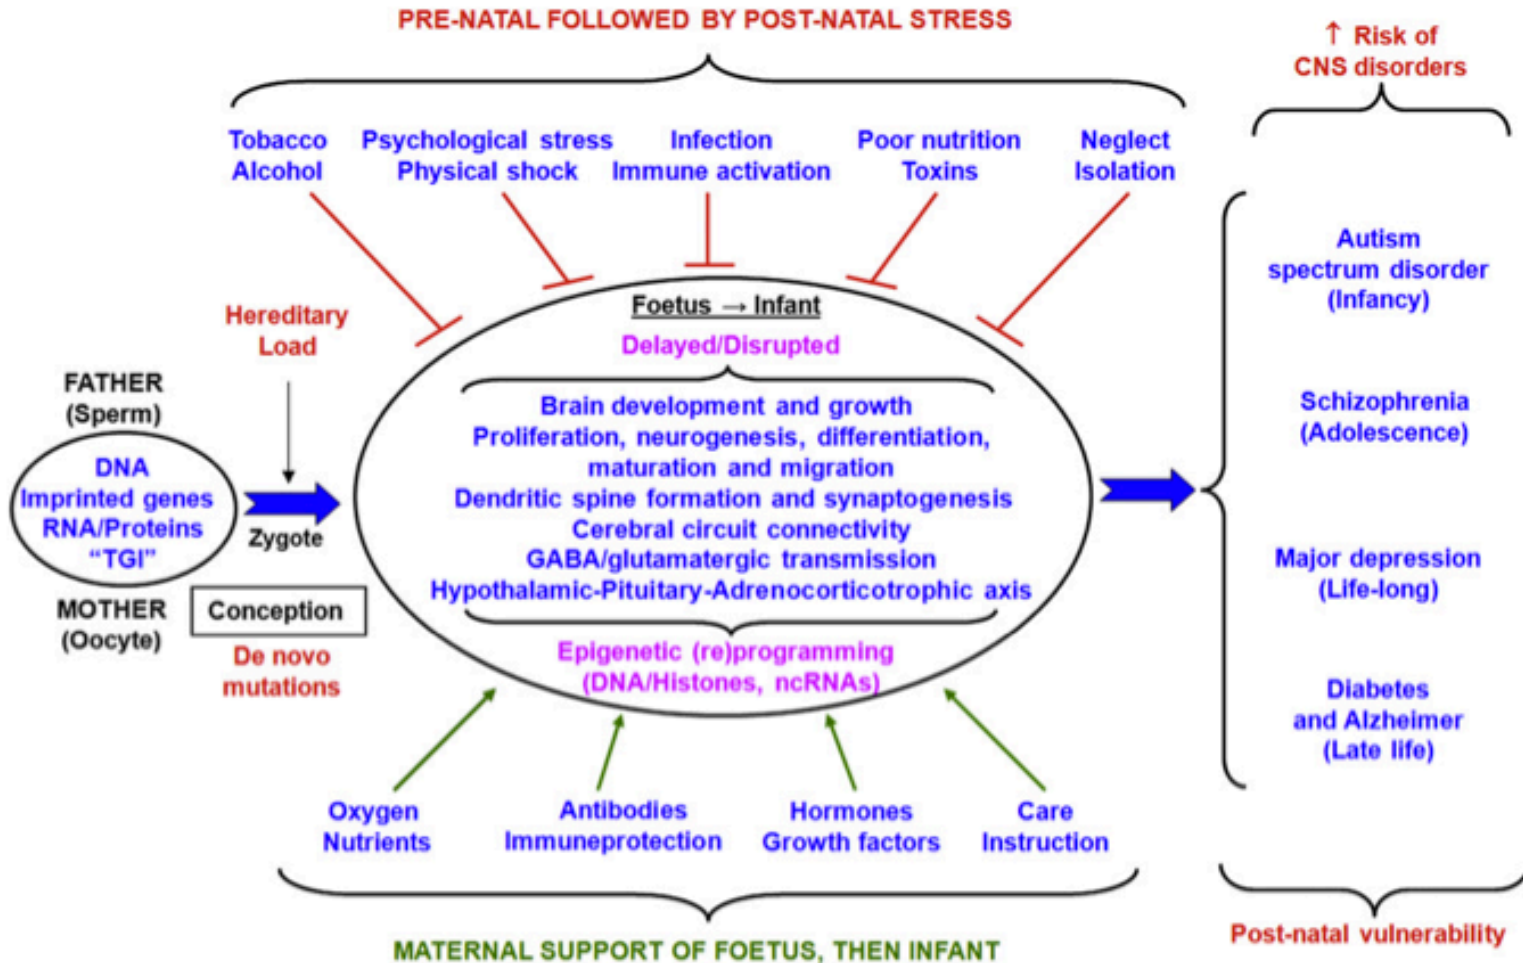 PRE-NATAL FOLLOWED BY POST-NATAL STRESS
Tobacco
Alcohol
Psychological stress
Physical shock
Infection
Immune activation
Poor nutrition
Toxins
Neglect
Isolation
Hereditary
Load
FATHER
(Sperm)
DNA
Imprinted genes
RNA/Proteins
“TGI”
MOTHER
(Oocyte)
Zygote
Conception
De novo
mutations
Foetus → Infant
Delayed/Disrupted
Brain development and growth
Proliferation, neurogenesis, differentiation,
maturation and migration
Dendritic spine formation and synaptogenesis
Cerebral circuit connectivity
GABA/glutamatergic transmission
Hypothalamic-Pituitary-Adrenocorticotrophic axis
Epigenetic (re)programming
(DNA/Histones, ncRNAs)
Oxygen
Nutrients
Antibodies
Immuneprotection
Hormones
Growth factors
Care
Instruction
MATERNAL SUPPORT OF FOETUS, THEN INFANT
↑ Risk of
CNS disorders
Autism
spectrum disorder
(Infancy)
Schizophrenia
(Adolescence)
Major depression
(Life-long)
Diabetes
and Alzheimer
(Late life)
Post-natal vulnerability